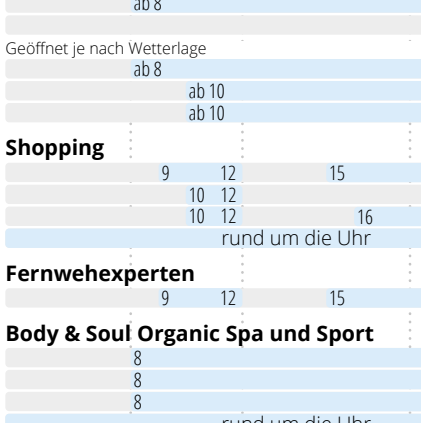 ab 8
Geöffnet je nach Wetterlage
ab 8
ab 10
ab 10
Shopping
9 12 15
10 12
10 12 16
rund um die Uhr
Fernwehexperten
9 12 15
Body & Soul Organic Spa und Sport
8
8
8
rund um die Uhr